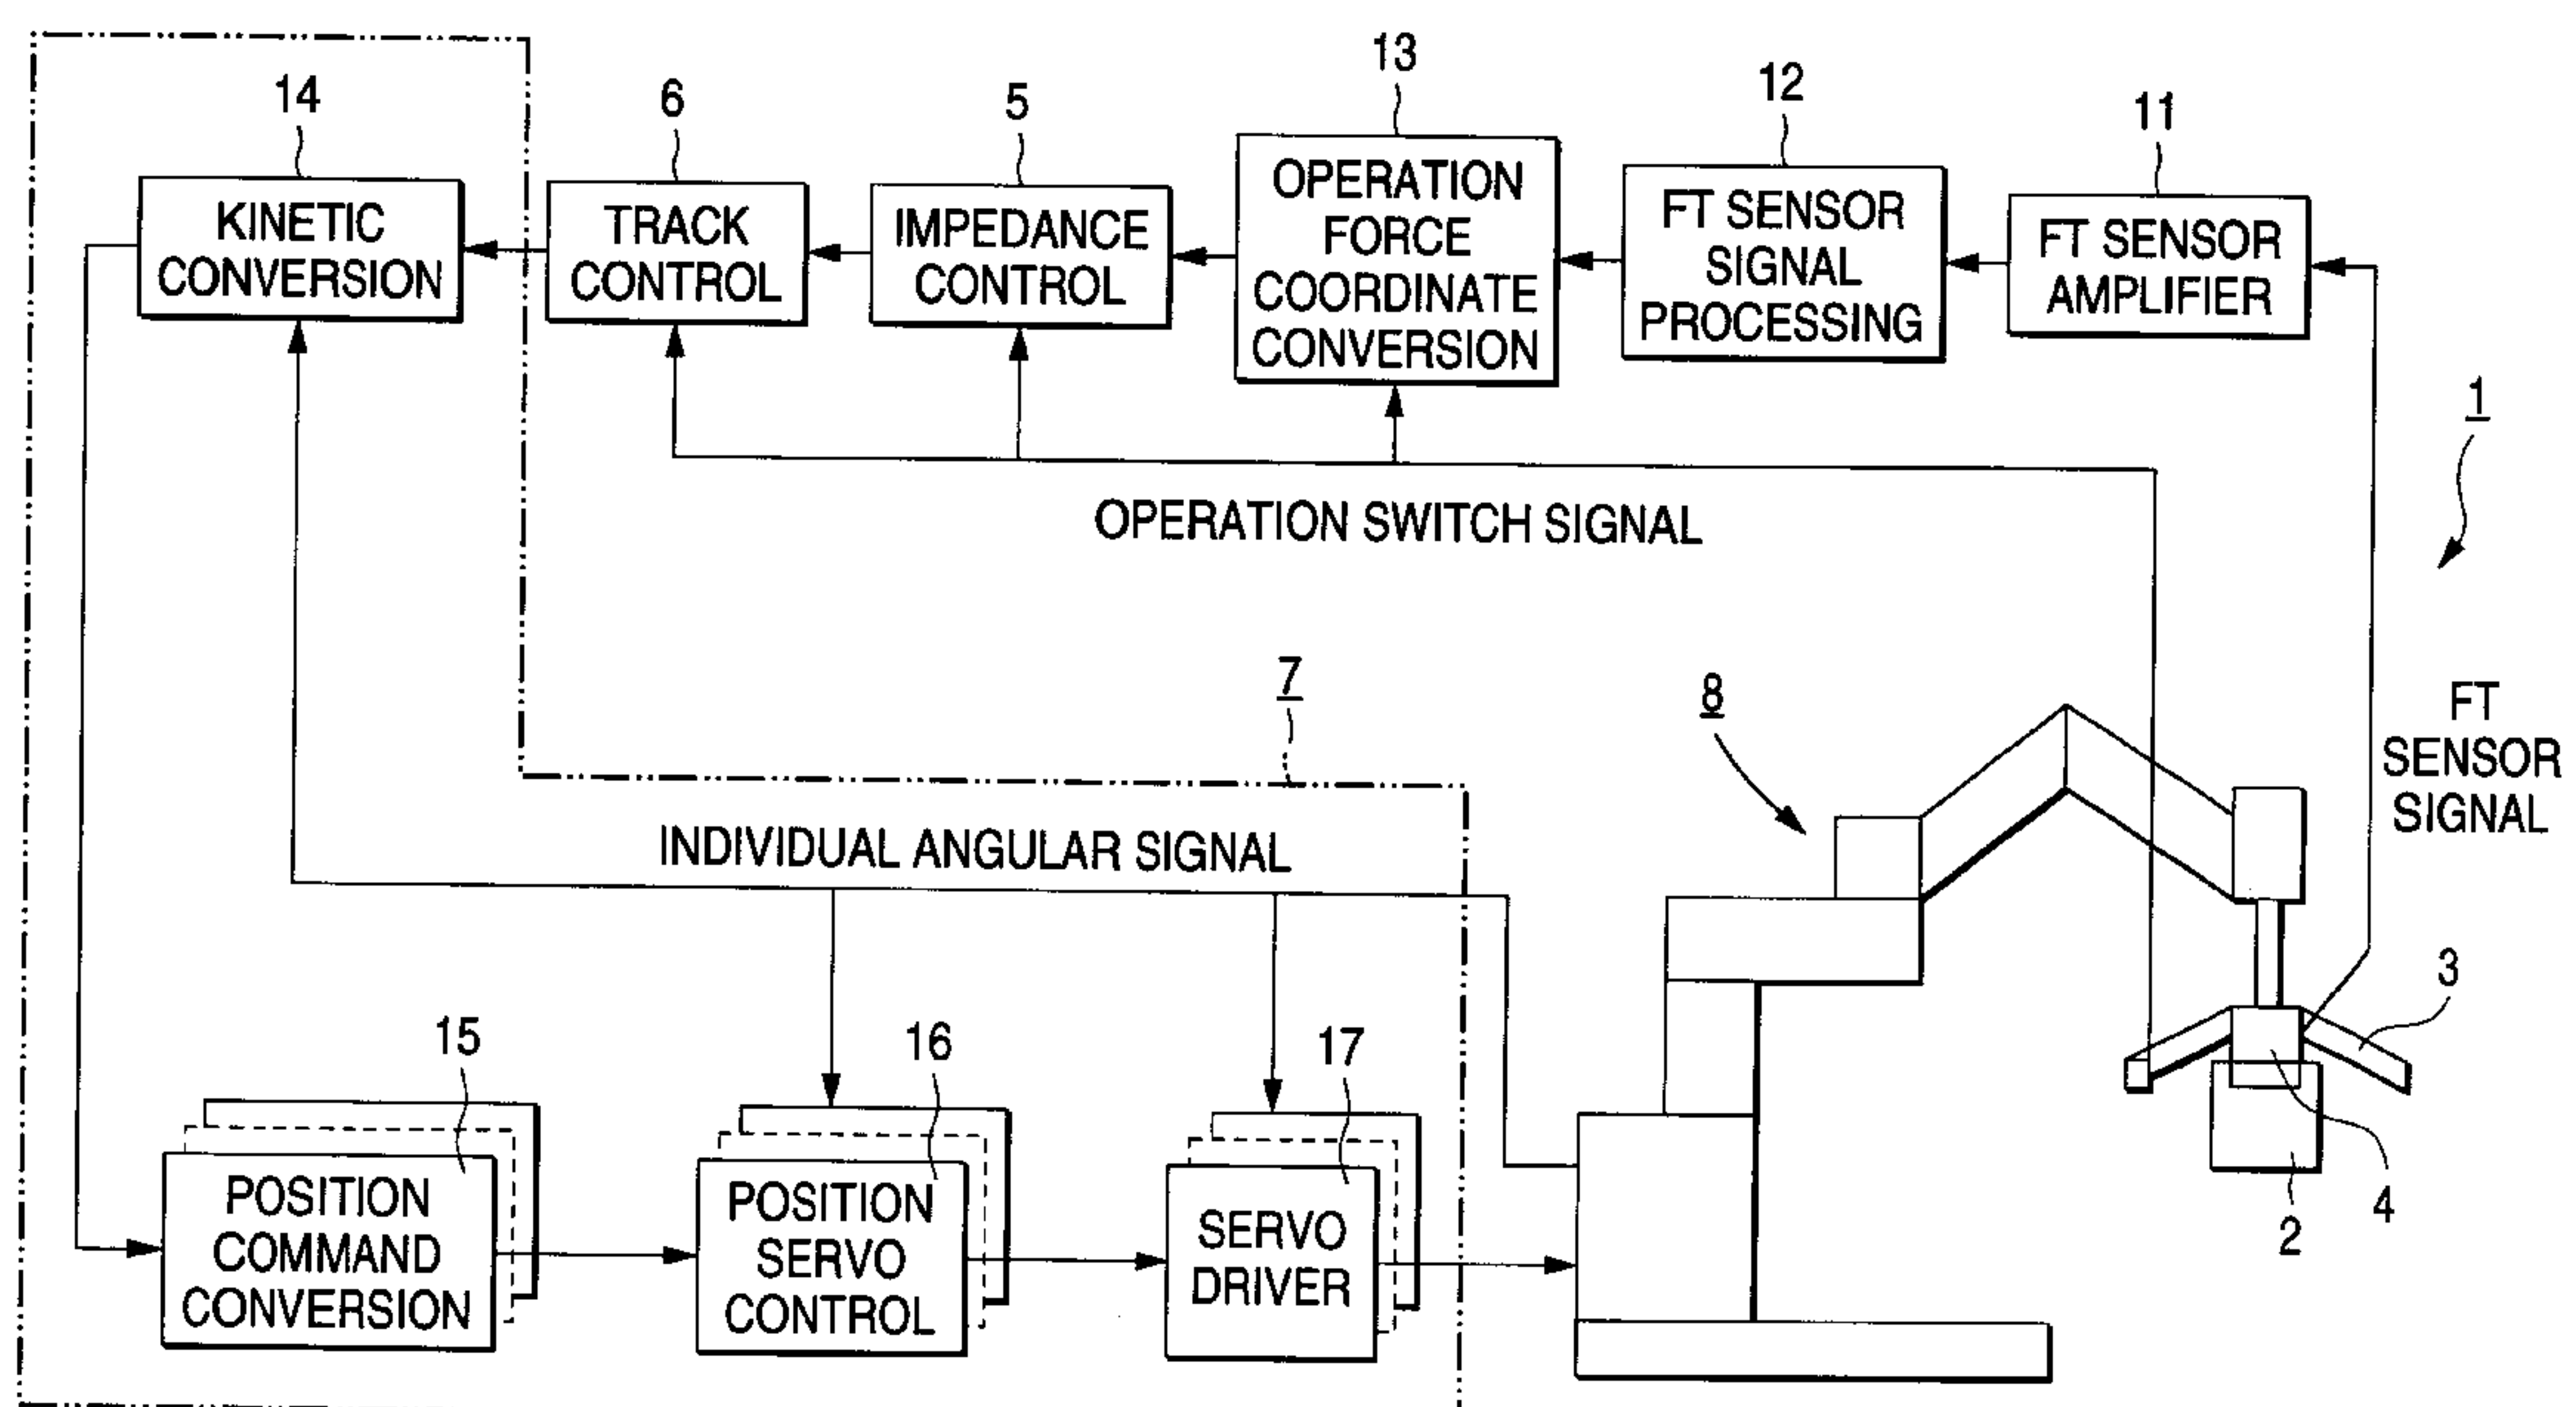 13
12
11
14
6
5
1
KINETIC
CONVERSION
TRACK
CONTROL
IMPEDANCE
CONTROL
OPERATION
FORCE
COORDINATE
CONVERSION
FT SENSOR
SIGNAL
PROCESSING
FT SENSOR
AMPLIFIER
OPERATION SWITCH SIGNAL
7
8
FT
SENSOR
SIGNAL
INDIVIDUAL ANGULAR SIGNAL
3
15
16
17
POSITION
COMMAND
CONVERSION
POSITION
SERVO
CONTROL
SERVO
DRIVER
4
2